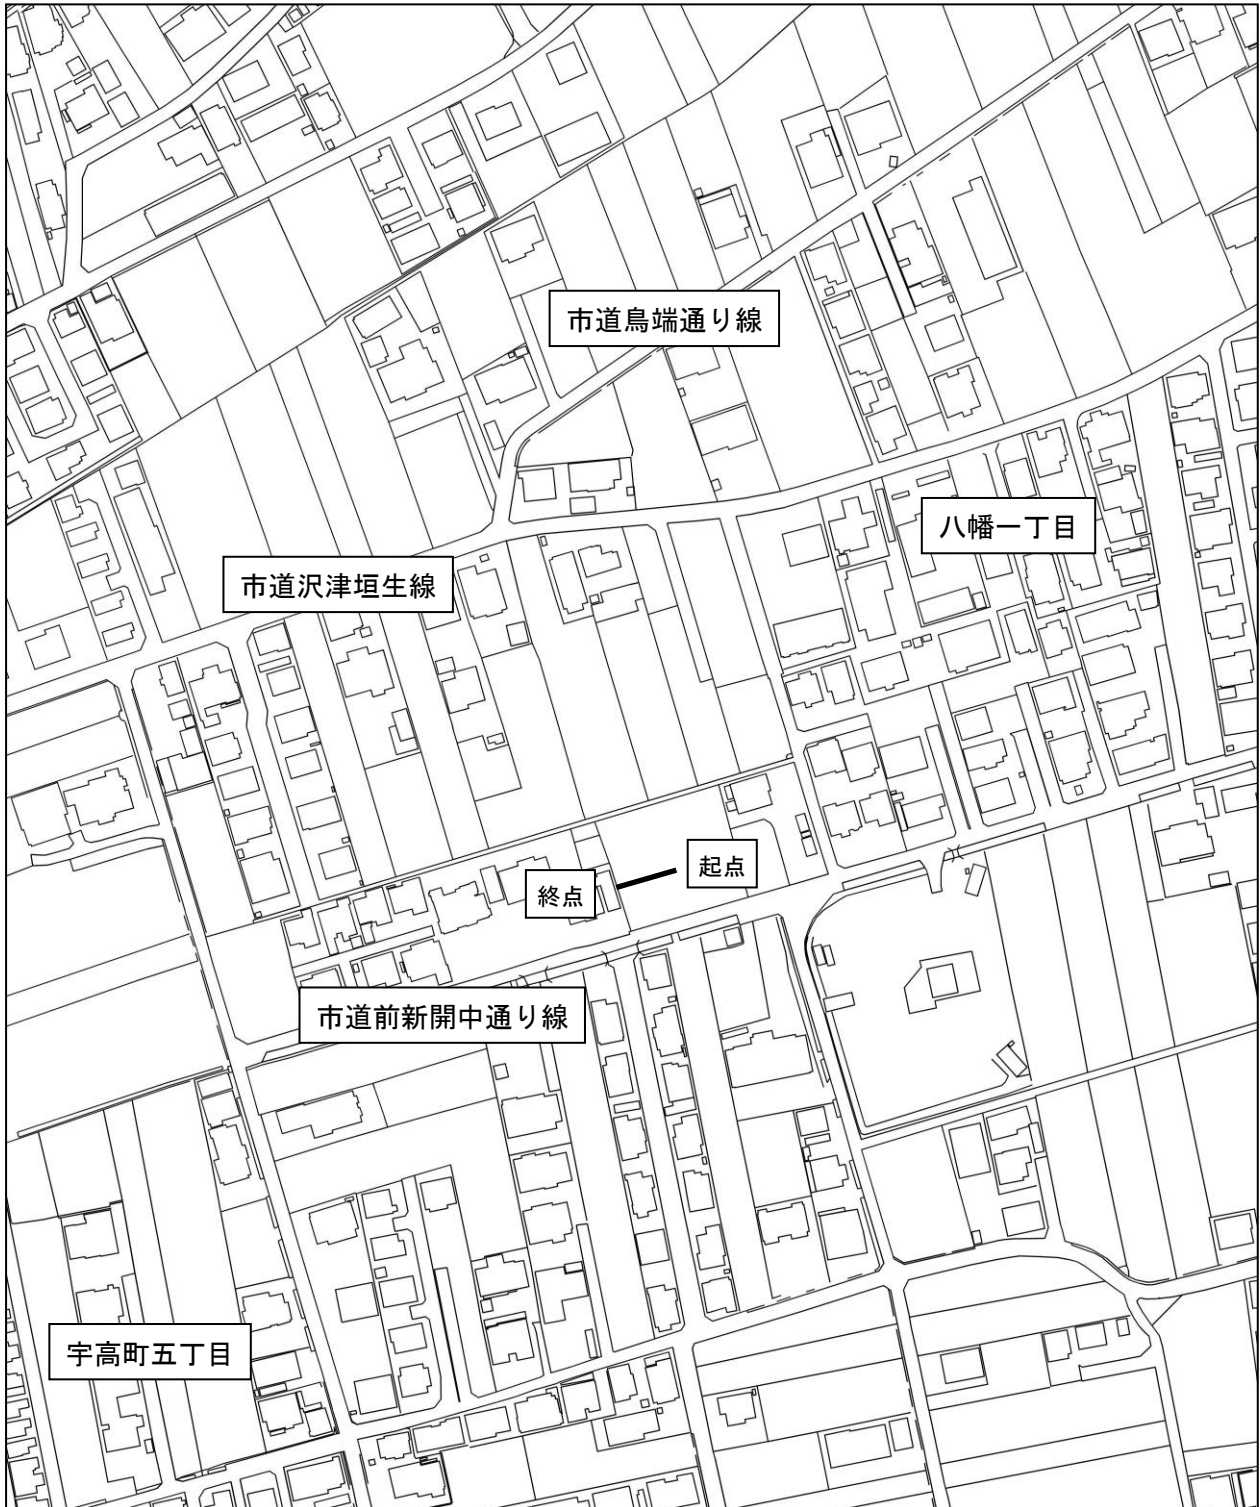 市道鳥端通り線
八幡一丁目
市道沢津垣生線
起点
終点
市道前新開中通り線
宇高町五丁目